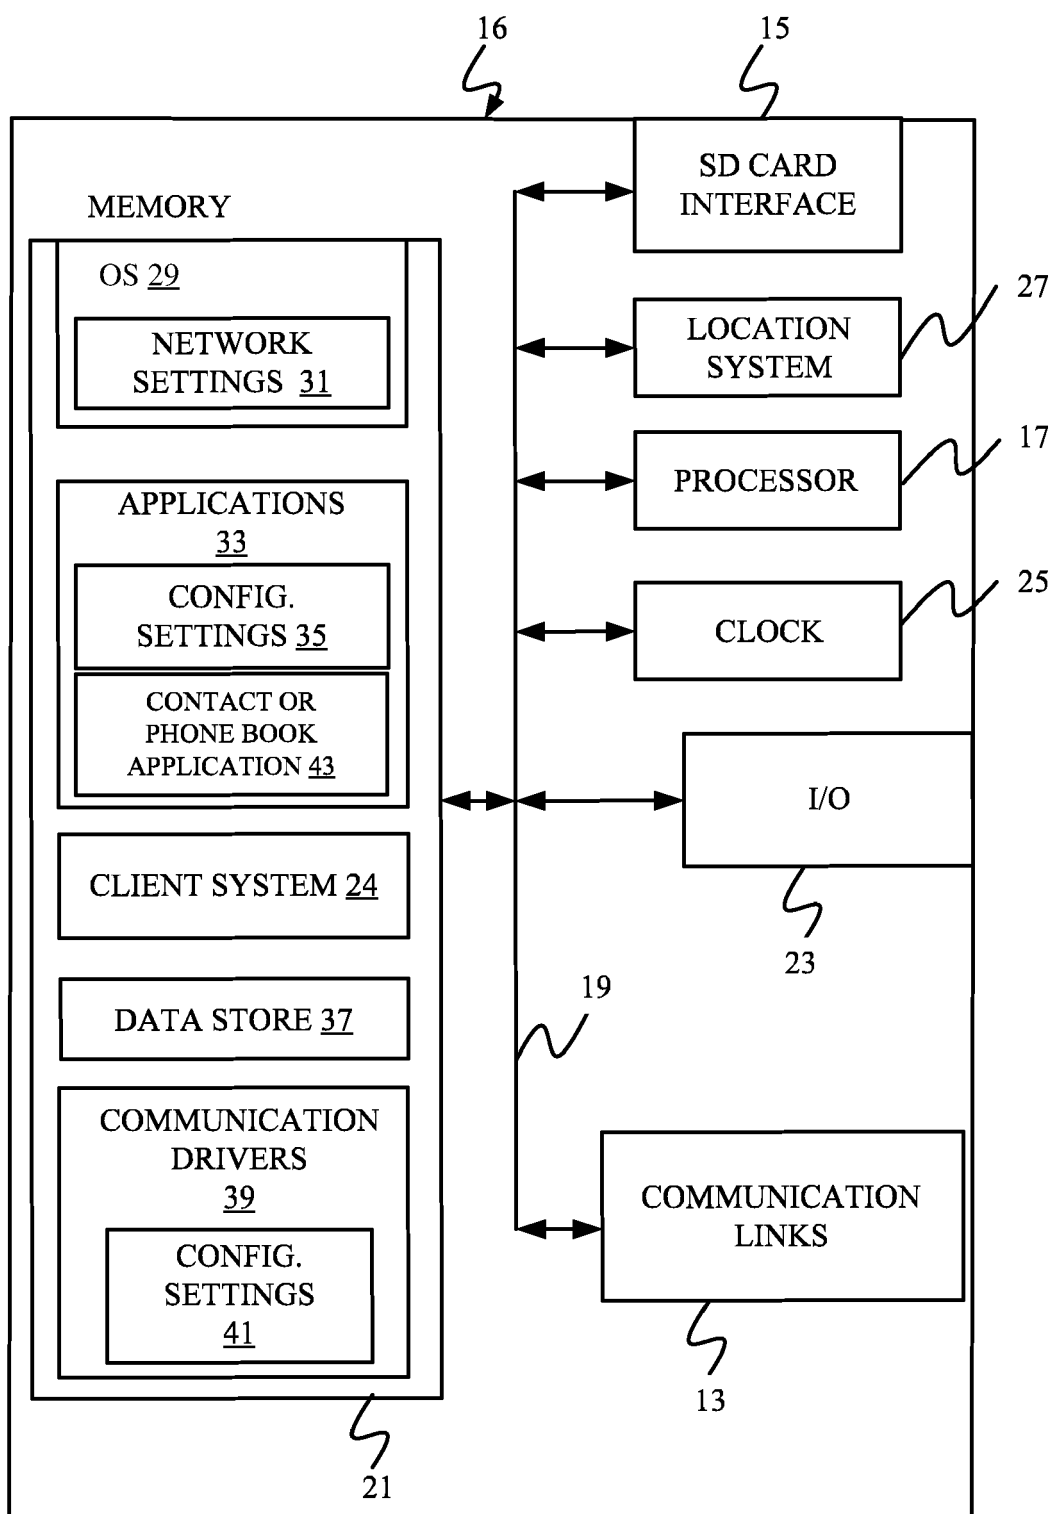 16
15
SD CARD
INTERFACE
MEMORY
OS 29
NETWORK
SETTINGS 31
27
LOCATION
SYSTEM
17
PROCESSOR
APPLICATIONS
33
CONFIG.
SETTINGS 35
25
CLOCK
CONTACT OR
PHONE BOOK
APPLICATION 43
I/O
CLIENT SYSTEM 24
23
19
DATA STORE 37
COMMUNICATION
DRIVERS
39
CONFIG.
SETTINGS
41
COMMUNICATION
LINKS
13
21